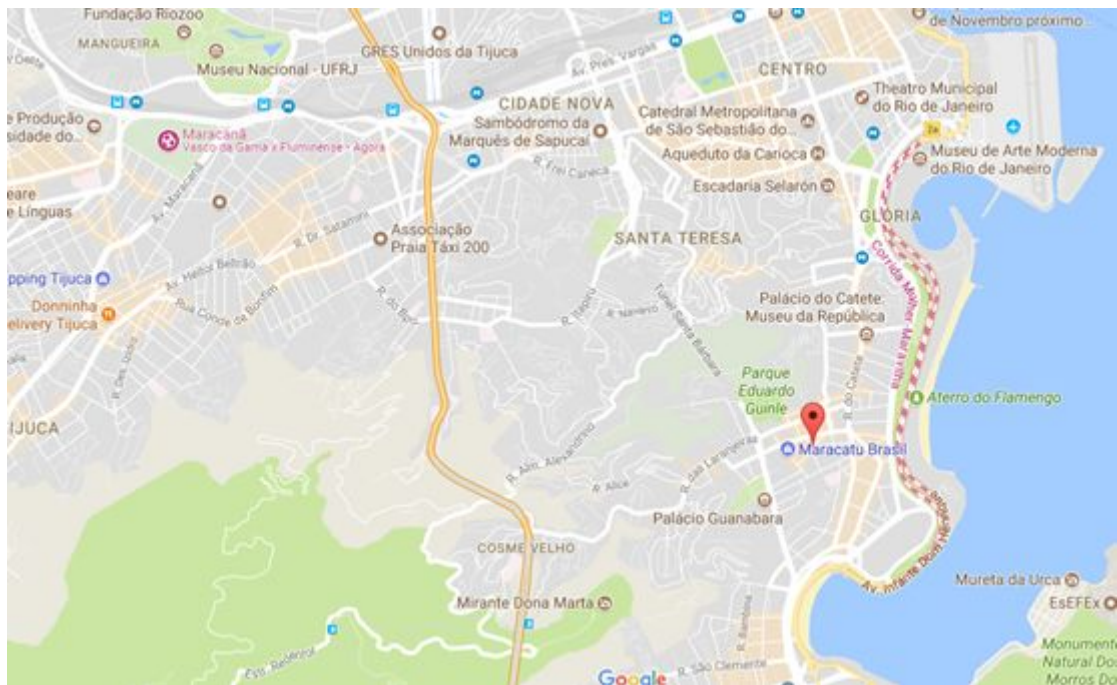 Fundação Riozoo
MANGUEIRA
Museu Nacional - UFRJ
GRES Unidos da Tijuca
Av. Pres. Vargas
de Novembro próximo...
CENTRO
Theatro Municipal
do Rio de Janeiro
CIDADE NOVA
Sambódromo da
Marquês de Sapucaí
Catedral Metropolitana
de São Sebastião do...
e Produção
sidade do...
Maracanã
Vasco da Gama x Fluminense - Agora
Aqueduto da Carioca
Museu de Arte Moderna
do Rio de Janeiro
R. Frei Caneca
Escadaria Selarón
Av. Maracanã
e Línguas
R. Dr. Satamini
Associação
Praia Táxi 200
SANTA TERESA
GLÓRIA
Av. Heitor Beltrão
pping Tijuca
Rua Conde de Bonfim
Donninha
elivery Tijuca
R. do Bispo
R. Itapiru
R. Navarro
Túnel Santa Bárbara
Palácio do Catete.
Museu da República
Corrida Mulher-Maravilha
Parque
Eduardo
Guinle
R. do Catete
Aterro do Flamengo
R. Des. Izidro
IJUCA
Maracatu Brasil
R. Alm. Alexandrino
R. das Laranjeiras
R. Alice
Palácio Guanabara
COSME VELHO
Av. Infante Dom Henrique
Mureta da Urca
Mirante Dona Marta
EsEFEx
R. Bambina
Monumento
Natural Dos
Morros Do
Estr. Redentor
R. São Clemente
Google